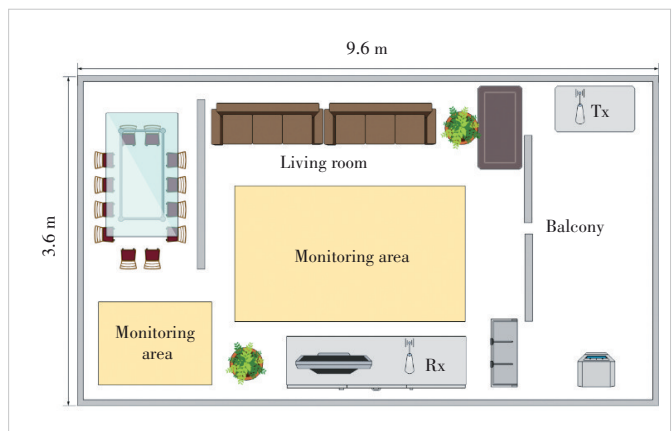 9.6 m
Tx
Living room
3.6 m
Balcony
Monitoring area
Monitoring
area
Rx